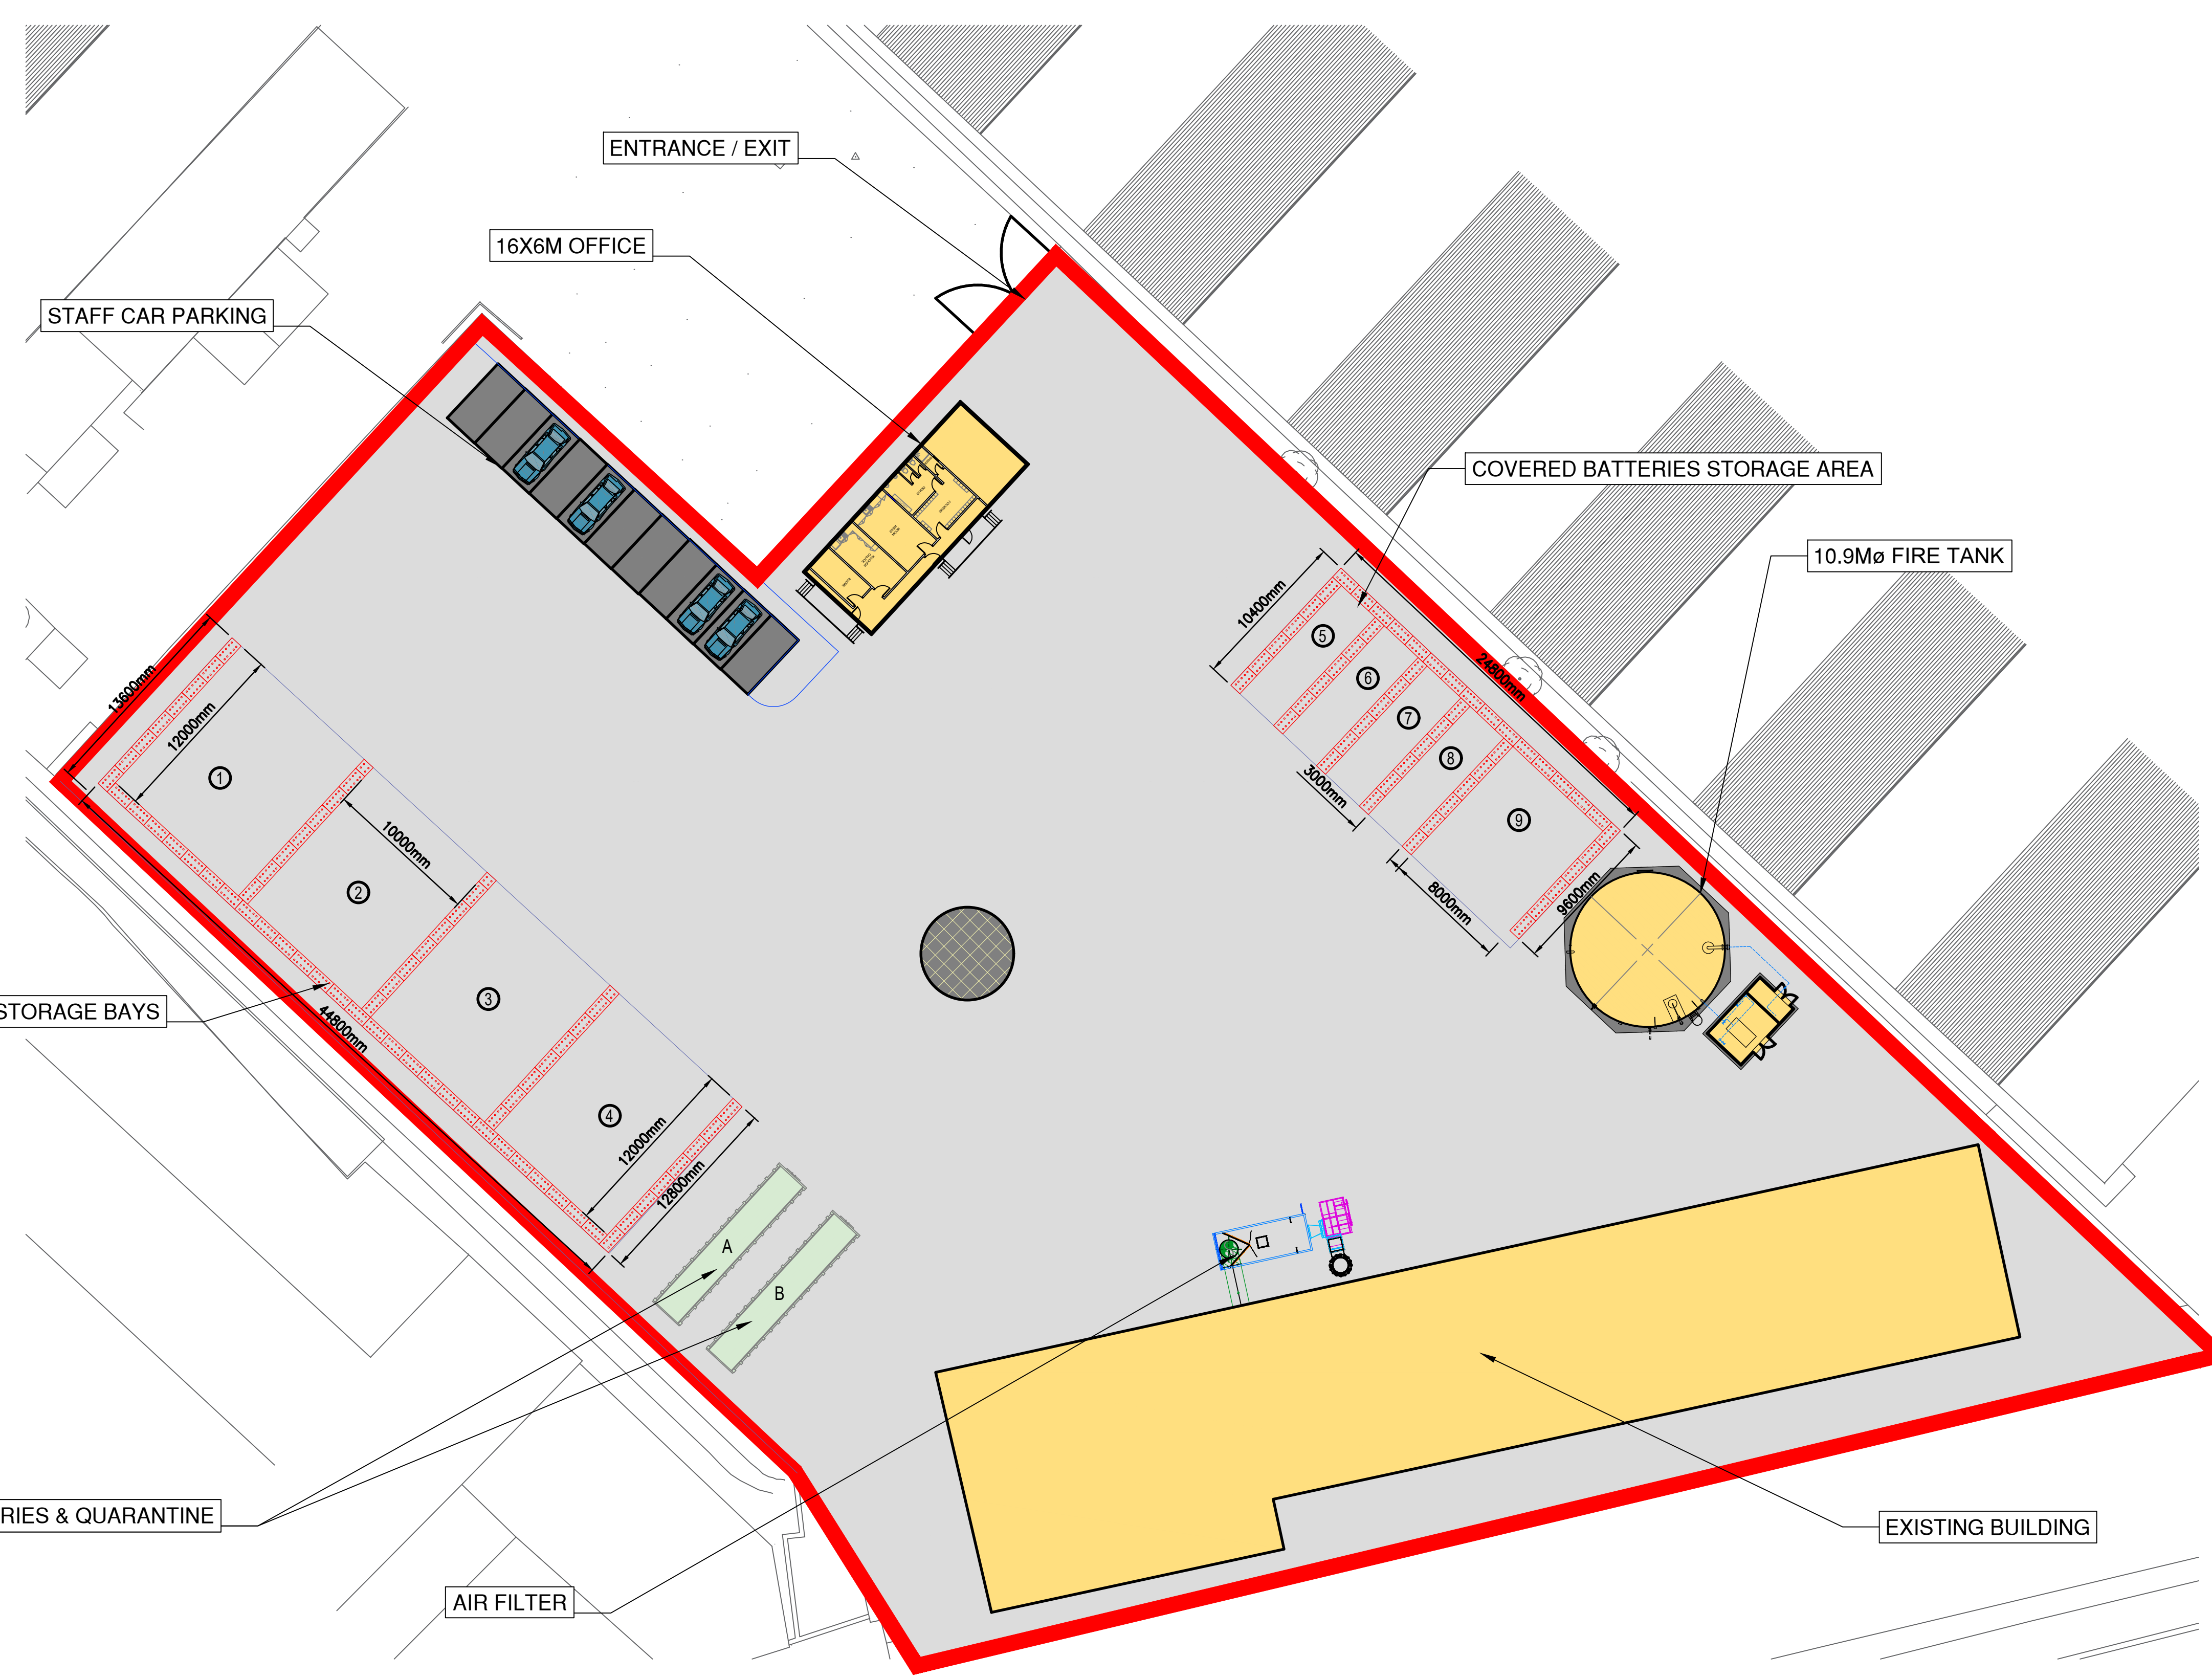 ENTRANCE / EXIT
16X6M OFFICE
STAFF CAR PARKING
COVERED BATTERIES STORAGE AREA
10.9Mø FIRE TANK
10400mm
24800mm
5
6
7
8
9
3000mm
8000mm
9600mm
13600mm
12000mm
1
10000mm
2
3
STORAGE BAYS
44800mm
4
12000mm
12800mm
A
B
RIES & QUARANTINE
AIR FILTER
EXISTING BUILDING